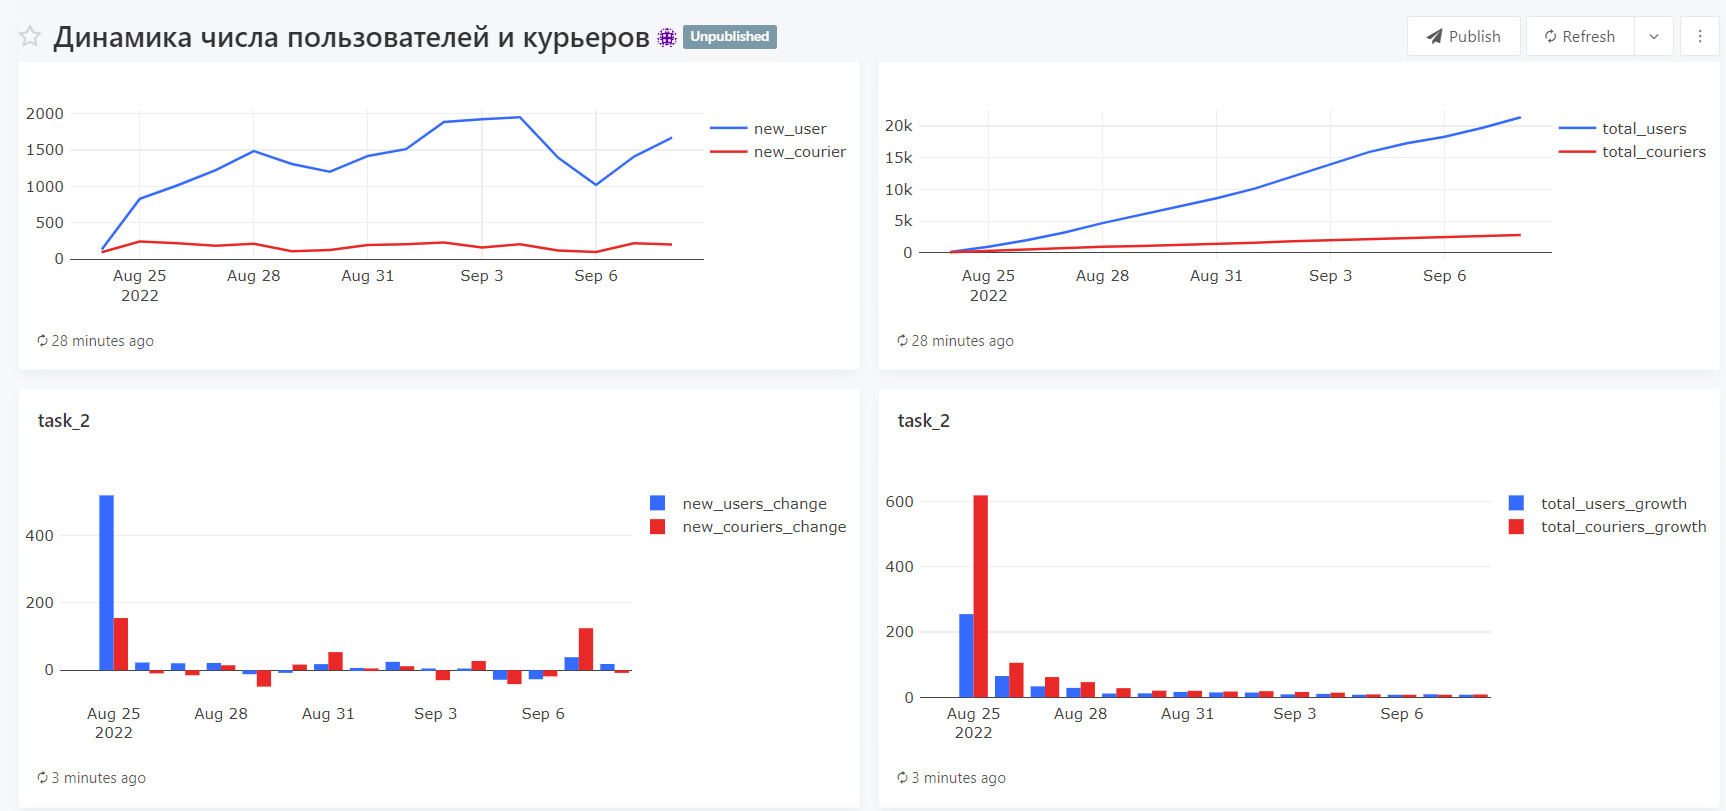 Динамика числа пользователей и курьеров Unpublished
Publish
Refresh
2000
1500
1000
500
0
Aug 25
2022
Aug 28
Aug 31
Sep 3
Sep 6
new_user
new_courier
28 minutes ago
20k
15k
10k
5k
0
Aug 25
2022
Aug 28
Aug 31
Sep 3
Sep 6
total_users
total_couriers
28 minutes ago
task_2
400
200
0
Aug 25
2022
Aug 28
Aug 31
Sep 3
Sep 6
new_users_change
new_couriers_change
3 minutes ago
task_2
600
400
200
0
Aug 25
2022
Aug 28
Aug 31
Sep 3
Sep 6
total_users_growth
total_couriers_growth
3 minutes ago